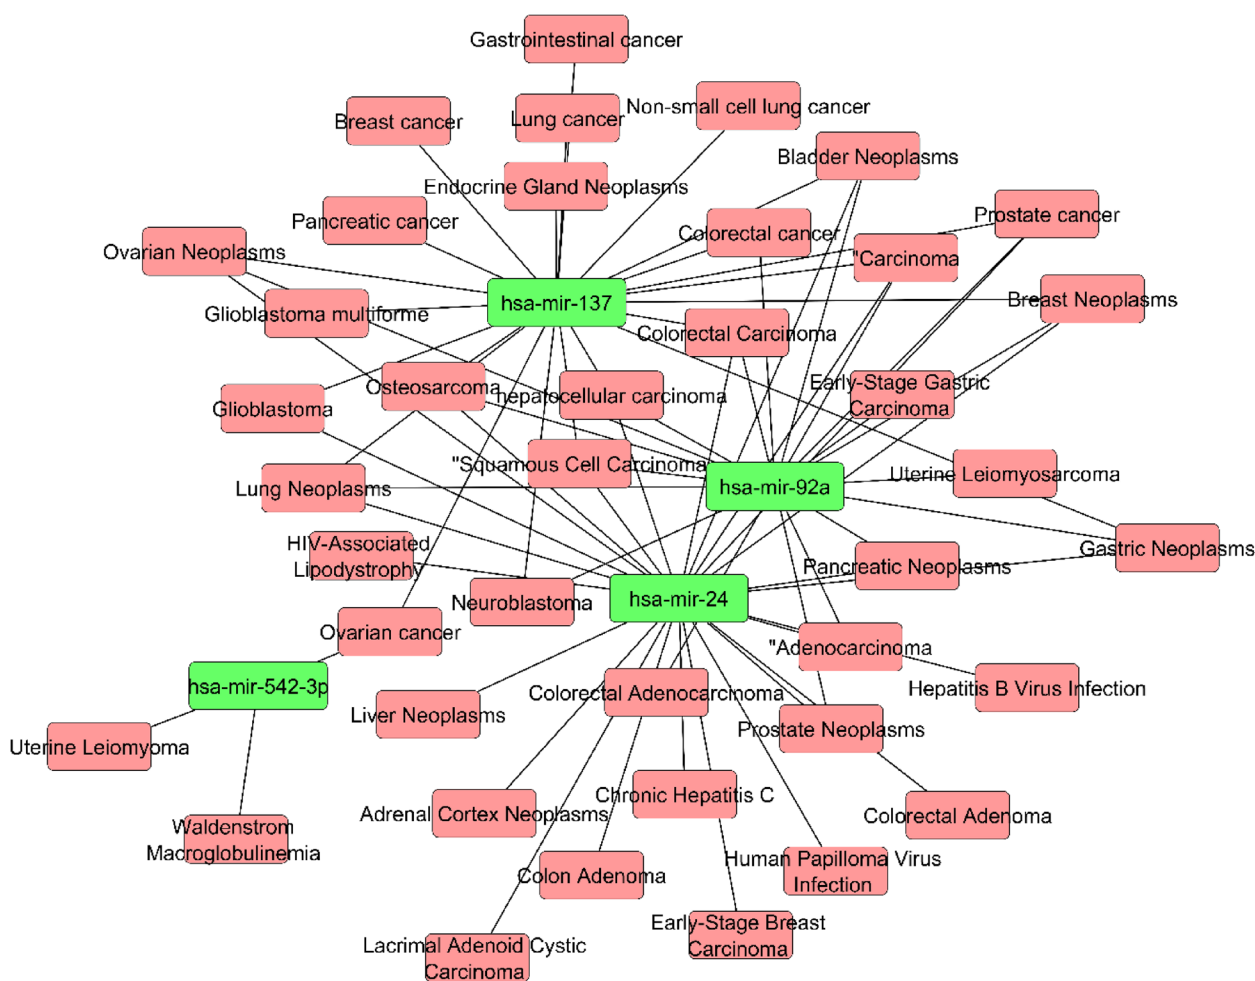 Gastrointestinal cancer
Breast cancer
Lung cancer
Non-small cell lung cancer
Bladder Neoplasms
Endocrine Gland Neoplasms
Pancreatic cancer
Colorectal cancer
Prostate cancer
Ovarian Neoplasms
"Carcinoma
hsa-mir-137
Breast Neoplasms
Glioblastoma multiforme
Colorectal Carcinoma
Osteosarcoma
hepatocellular carcinoma
Early-Stage Gastric
Carcinoma
Glioblastoma
"Squamous Cell Carcinoma
Lung Neoplasms
hsa-mir-92a
Uterine Leiomyosarcoma
HIV-Associated
Lipodystrophy
Gastric Neoplasms
Pancreatic Neoplasms
Neuroblastoma
hsa-mir-24
Ovarian cancer
"Adenocarcinoma
hsa-mir-542-3p
Colorectal Adenocarcinoma
Hepatitis B Virus Infection
Liver Neoplasms
Prostate Neoplasms
Uterine Leiomyoma
Chronic Hepatitis C
Adrenal Cortex Neoplasms
Colorectal Adenoma
Waldenstrom
Macroglobulinemia
Colon Adenoma
Human Papilloma Virus
Infection
Early-Stage Breast
Carcinoma
Lacrimal Adenoid Cystic
Carcinoma